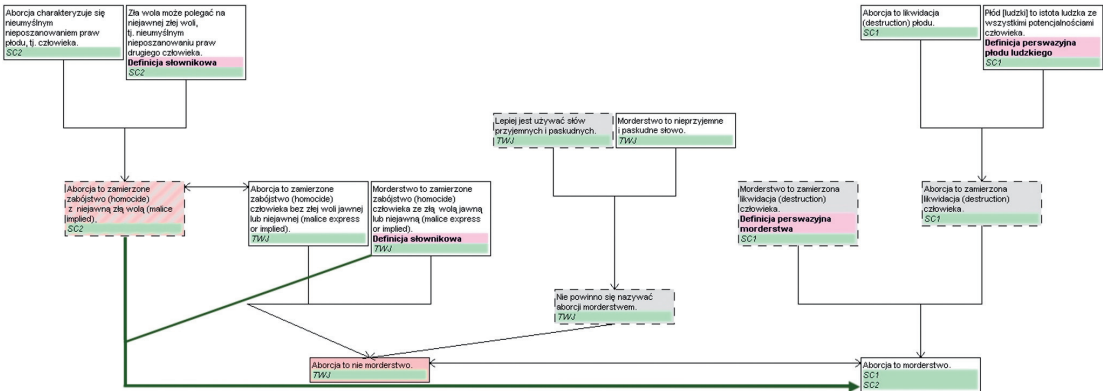 Aborcja charakteryzuje się
nieumyślnym
nieposzanowaniem praw
płodu, tj. człowieka.
SC2
Zła wola może polegać na
niejawnej złej woli,
tj. nieumyślnym
nieposzanowaniu praw
drugiego człowieka.
Definicja słownikowa
SC2
Aborcja to likwidacja
(destruction) płodu.
SC1
Płód [ludzki] to istota ludzka ze
wszystkimi potencjalnościami
człowieka.
Definicja perswazyjna
płodu ludzkiego
SC1
Lepiej jest używać słów
przyjemnych i paskudnych.
TWJ
Morderstwo to nieprzyjemne
i paskudne słowo.
TWJ
Aborcja to zamierzone
zabójstwo (homocide)
z niejawną złą wolą (malice
implied).
SC2
Aborcja to zamierzone
zabójstwo (homocide)
człowieka bez złej woli jawnej
lub niejawnej (malice express
or implied).
TWJ
Morderstwo to zamierzone
zabójstwo (homocide)
człowieka ze złą wolą jawną
lub niejawną (malice express
or implied).
Definicja słownikowa
TWJ
Morderstwo to zamierzona
likwidacja (destruction)
człowieka.
Definicja perswazyjna
morderstwa
SC1
Aborcja to zamierzona
likwidacja (destruction)
człowieka.
SC1
Nie powinno się nazywać
aborcji morderstwem.
TWJ
Aborcja to nie morderstwo.
TWJ
Aborcja to morderstwo.
SC1
SC2